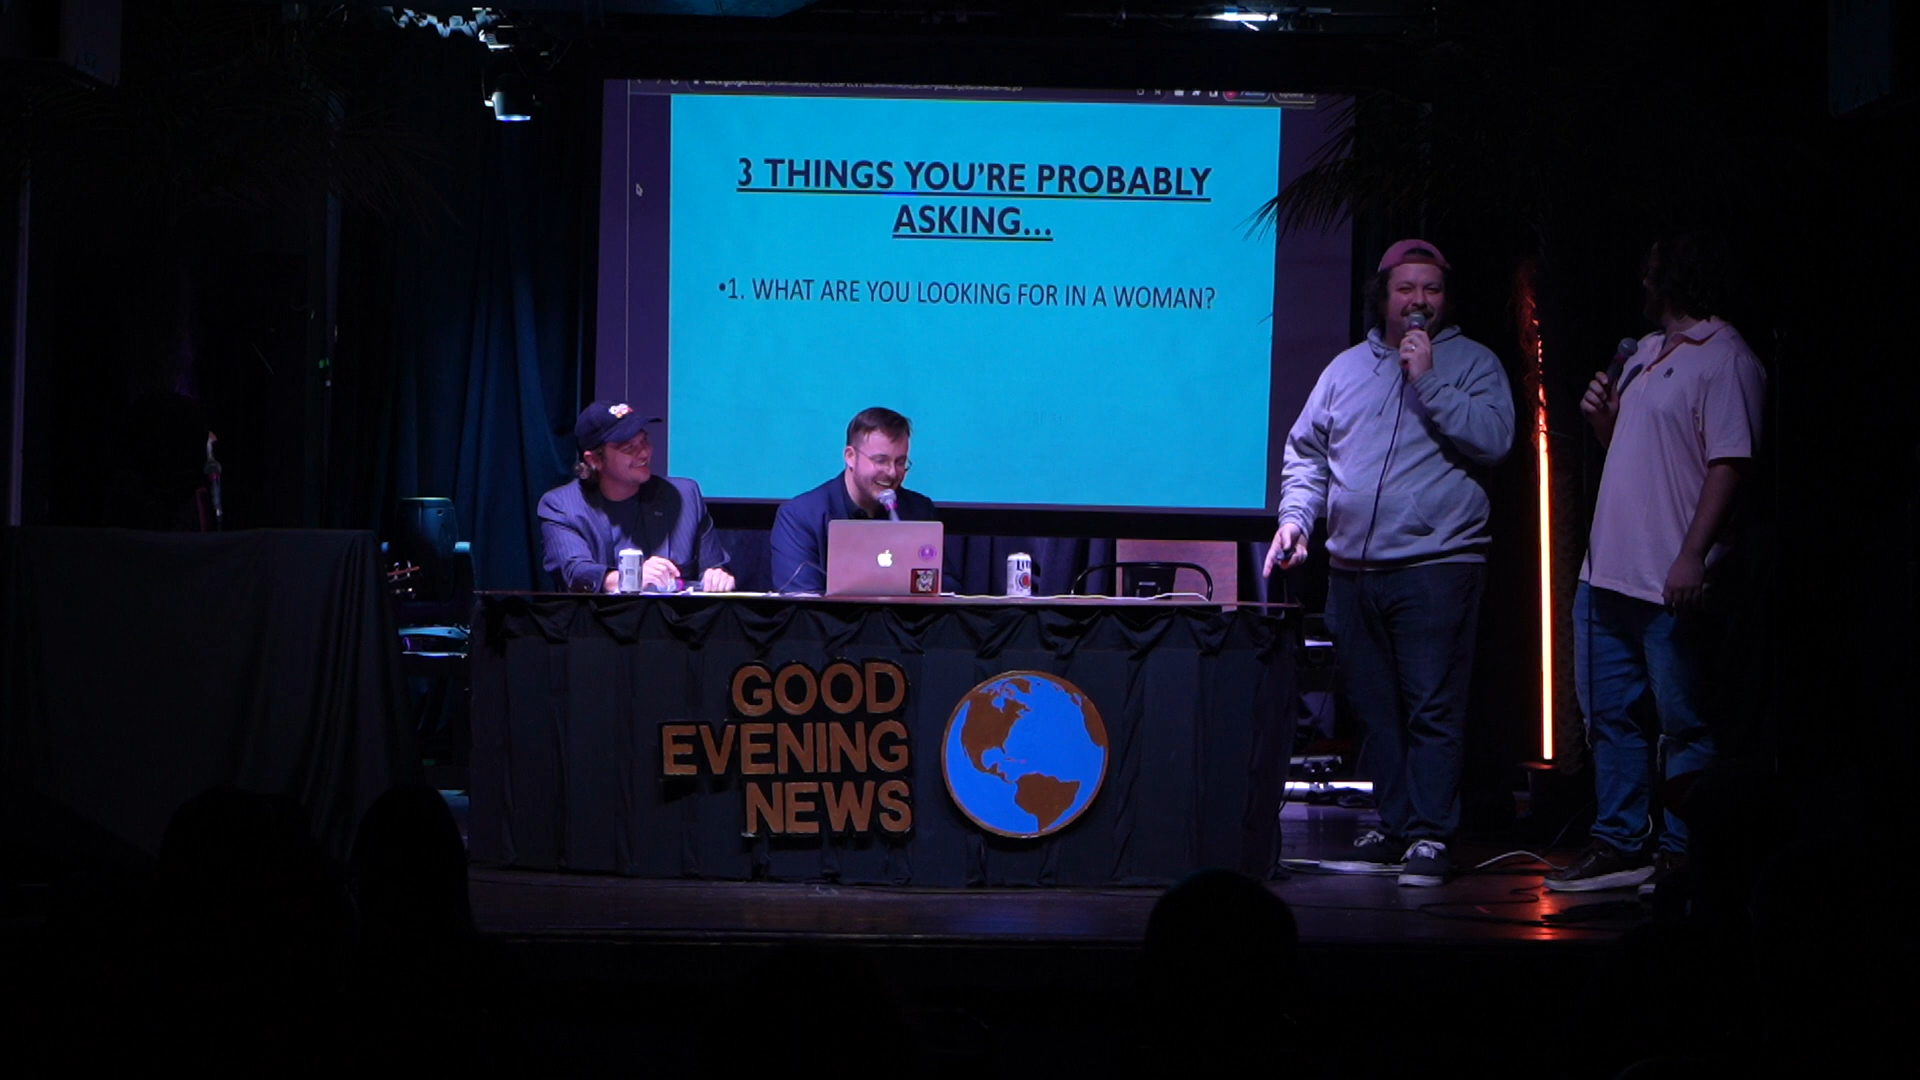 3 THINGS YOU'RE PROBABLY
ASKING...
•1. WHAT ARE YOU LOOKING FOR IN A WOMAN?
GOOD
EVENING
NEWS